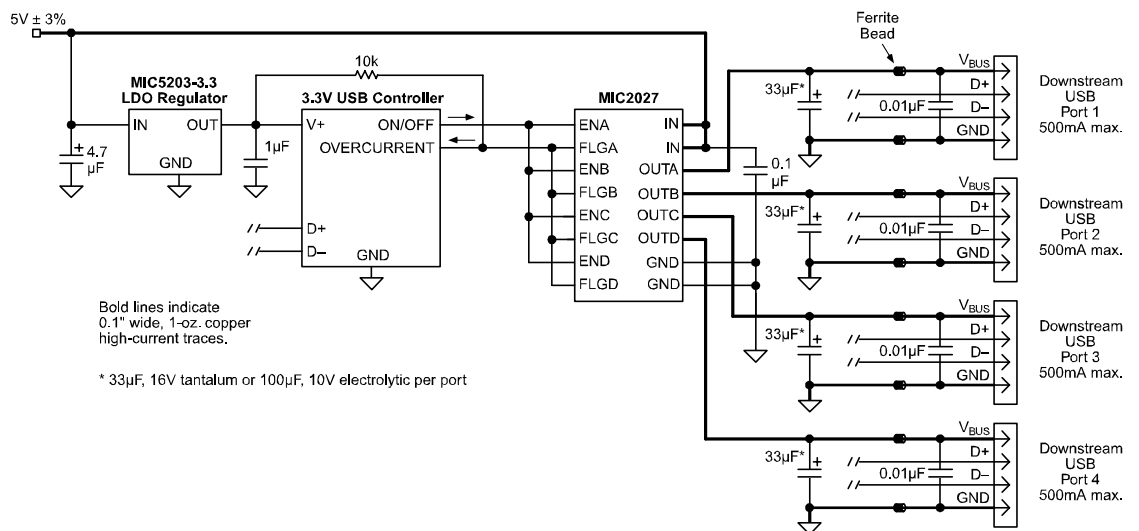 5V ± 3%
MIC5203-3.3
LDO Regulator
IN
OUT
GND
+ 4.7
µF
1µF
10k
3.3V USB Controller
V+
ON/OFF
OVERCURRENT
D+
D–
GND
MIC2027
ENA
FLGA
ENB
FLGB
ENC
FLGC
END
FLGD
IN
IN
OUTA
OUTB
OUTC
OUTD
GND
GND
0.1
µF
Ferrite
Bead
33µF*
+
0.01µF
VBUS
D+
D–
GND
Downstream
USB
Port 1
500mA max.
33µF*
+
0.01µF
VBUS
D+
D–
GND
Downstream
USB
Port 2
500mA max.
33µF*
+
0.01µF
VBUS
D+
D–
GND
Downstream
USB
Port 3
500mA max.
33µF*
+
0.01µF
VBUS
D+
D–
GND
Downstream
USB
Port 4
500mA max.
Bold lines indicate
0.1" wide, 1-oz. copper
high-current traces.
* 33µF, 16V tantalum or 100µF, 10V electrolytic per port